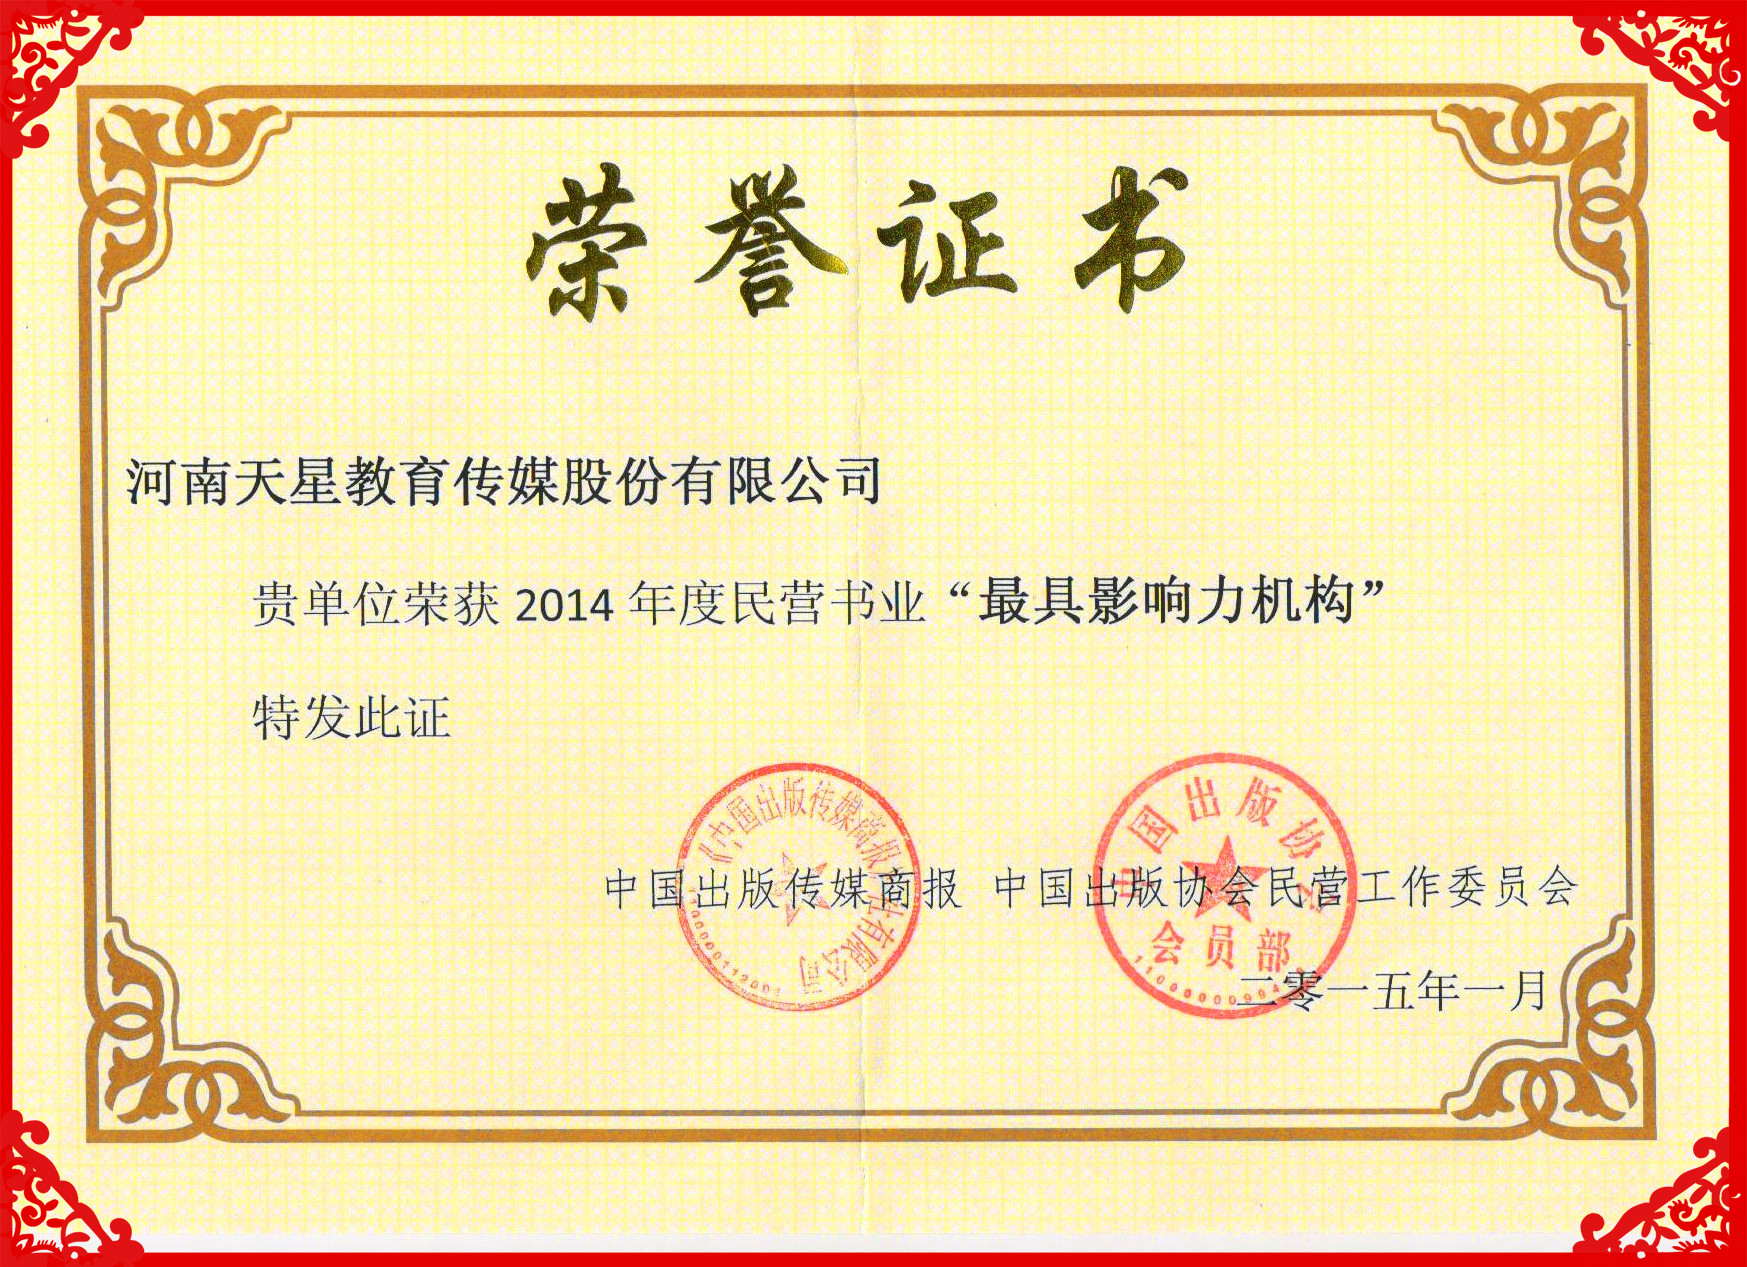 荣誉证书
河南天星教育传媒股份有限公司
贵单位荣获 2014 年度民营书业“最具影响力机构”
特发此证
《中国出版传媒商报》社有限公司
中国出版协会
中国出版传媒商报 中国出版协会民营工作委员会
会员部
二零一五年一月